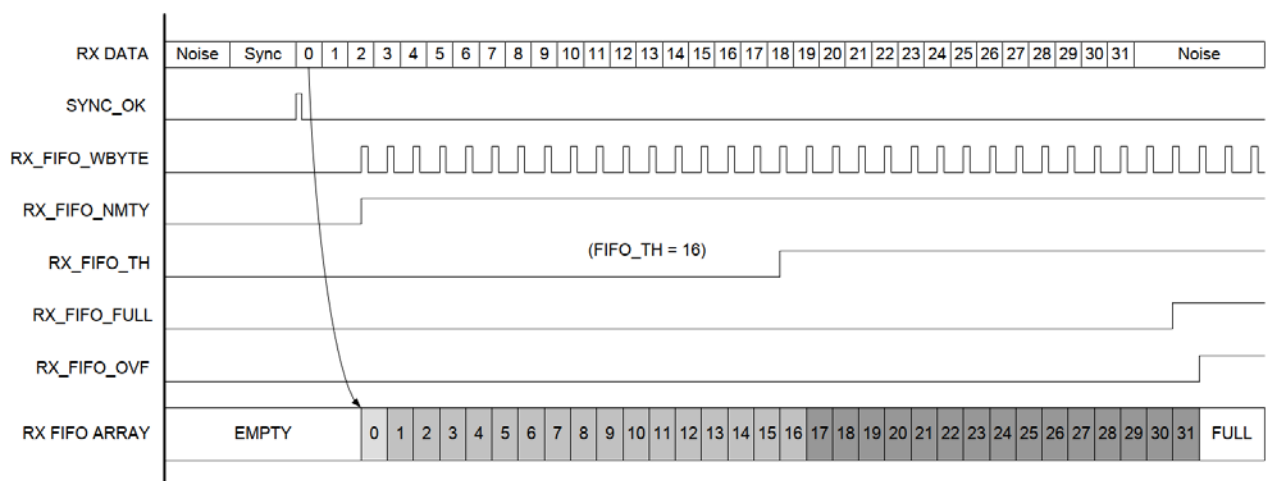 RX DATA Noise Sync 0 1 2 3 4 5 6 7 8 9 10 11 12 13 14 15 16 17 18 19 20 21 22 23 24 25 26 27 28 29 30 31 Noise
SYNC_OK
RX_FIFO_WBYTE
RX_FIFO_NMTY
RX_FIFO_TH (FIFO_TH = 16)
RX_FIFO_FULL
RX_FIFO_OVF
RX FIFO ARRAY EMPTY 0 1 2 3 4 5 6 7 8 9 10 11 12 13 14 15 16 17 18 19 20 21 22 23 24 25 26 27 28 29 30 31 FULL